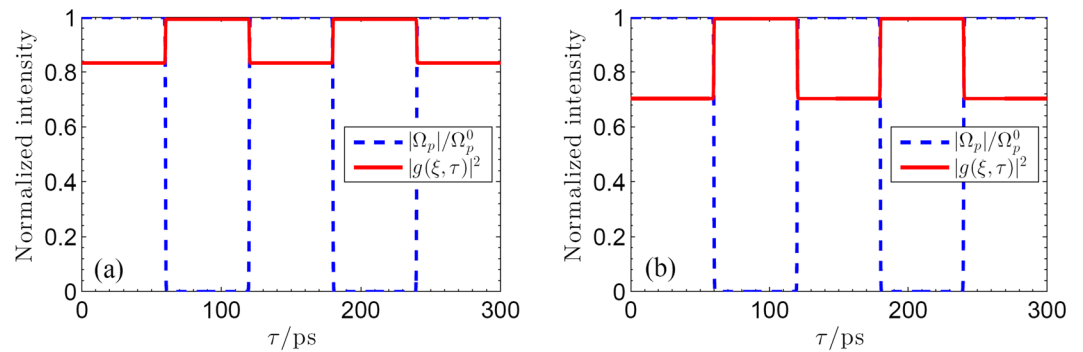 Normalized intensity
1
0.8
0.6
0.4
0.2
0
|Ω_p|/Ω_p^0
|g(ξ, τ)|^2
(a)
0 100 200 300
τ/ps
Normalized intensity
1
0.8
0.6
0.4
0.2
0
|Ω_p|/Ω_p^0
|g(ξ, τ)|^2
(b)
0 100 200 300
τ/ps